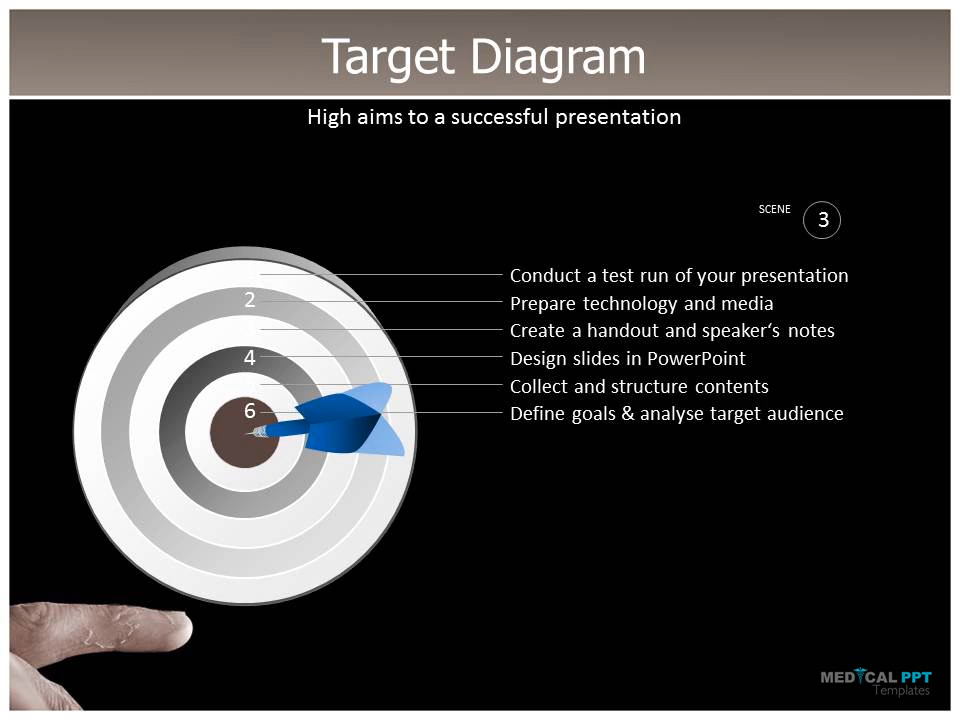 Target Diagram
High aims to a successful presentation
SCENE 3
Conduct a test run of your presentation
2 Prepare technology and media
Create a handout and speaker‘s notes
4 Design slides in PowerPoint
Collect and structure contents
6 Define goals & analyse target audience
MEDICAL PPT
Templates